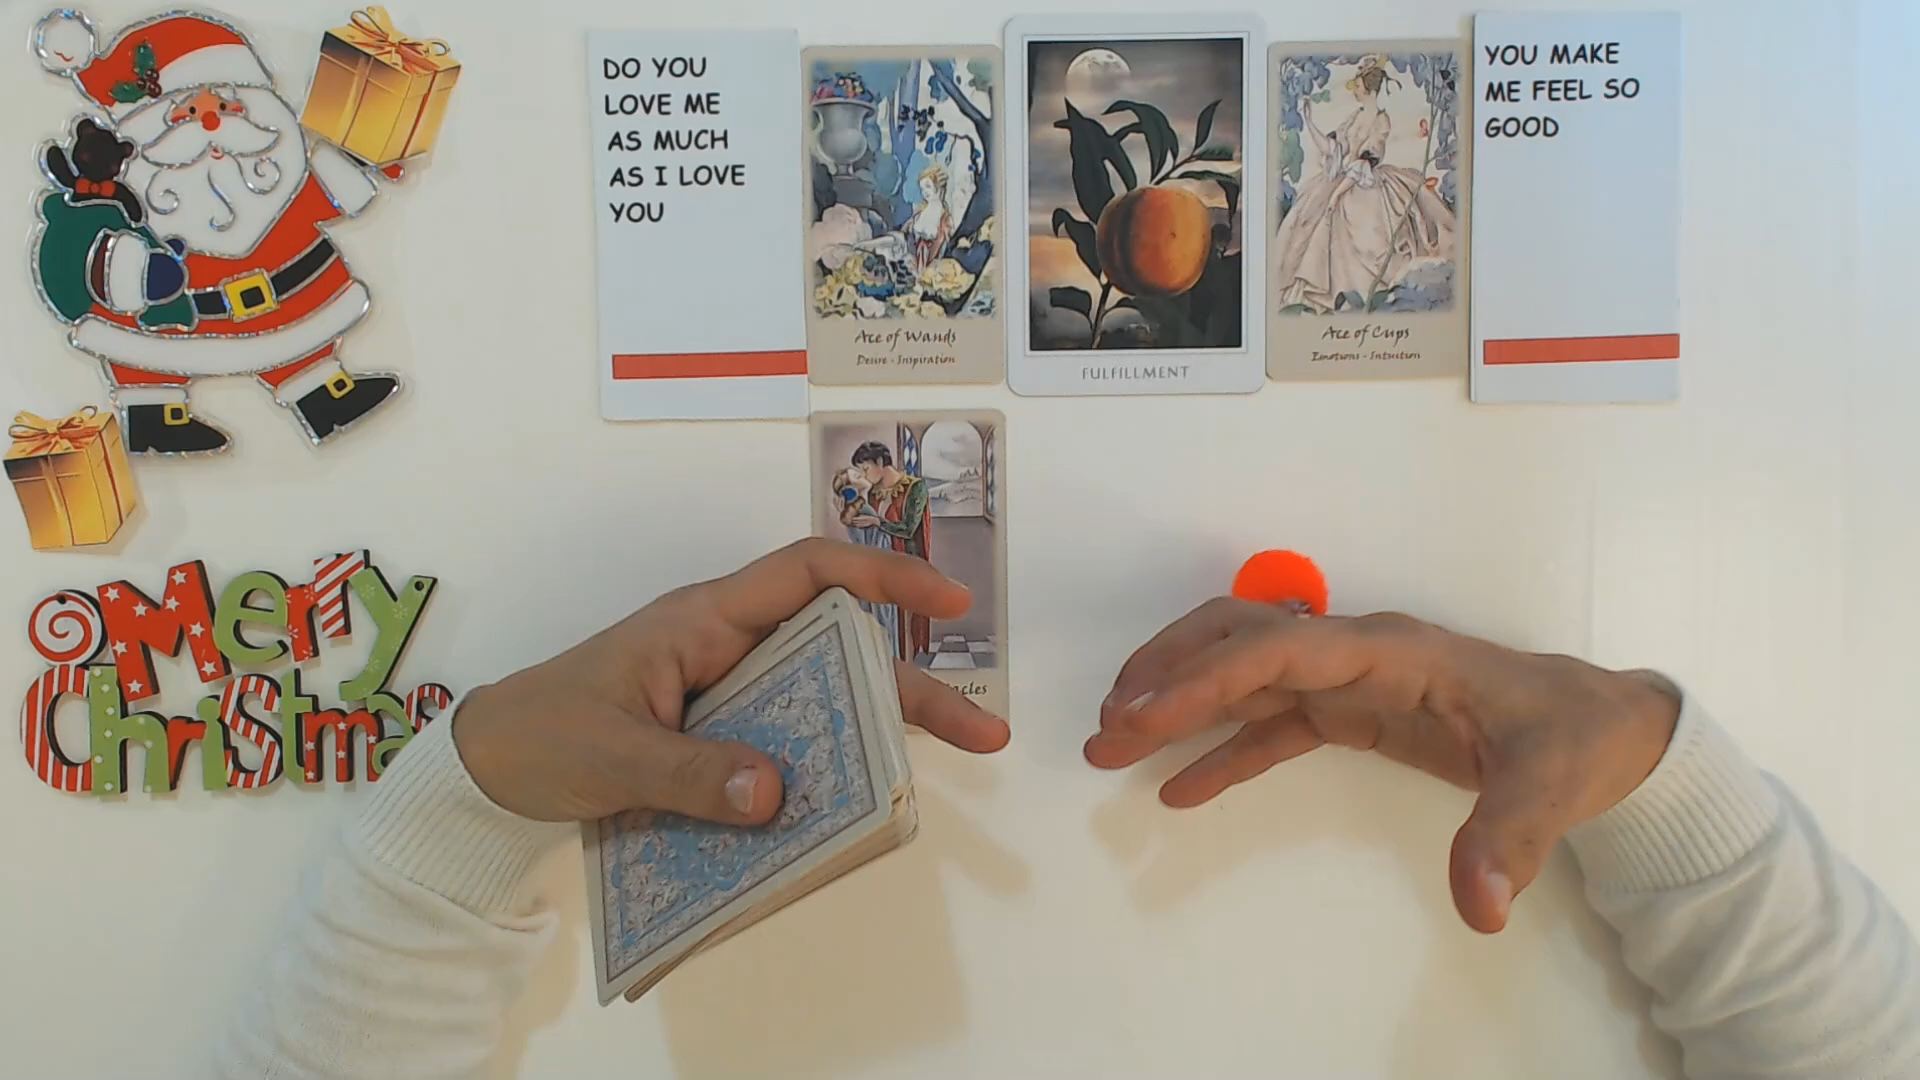 DO YOU
LOVE ME
AS MUCH
AS I LOVE
YOU
Ace of Wands
Desire - Inspiration
FULFILLMENT
Ace of Cups
Emotions - Intuition
YOU MAKE
ME FEEL SO
GOOD
Merry
Christmas